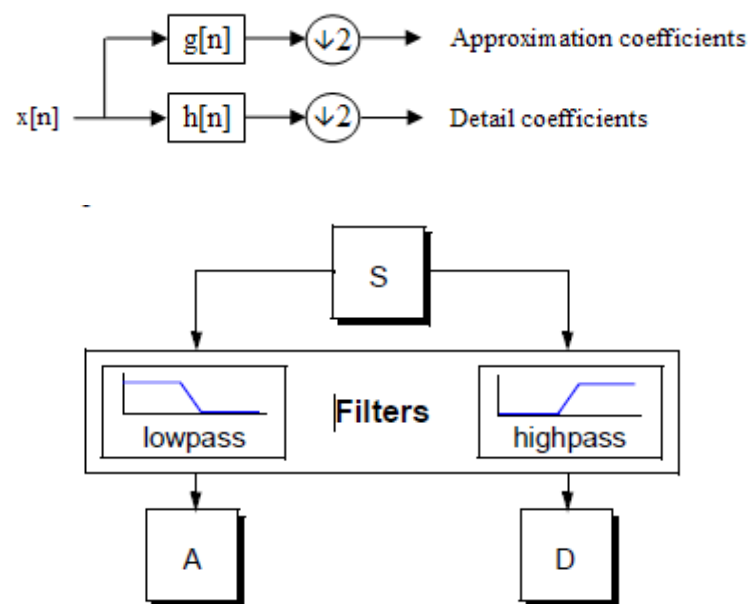 g[n] ↓2 Approximation coefficients
x[n]
h[n] ↓2 Detail coefficients
S
Filters
lowpass highpass
A D